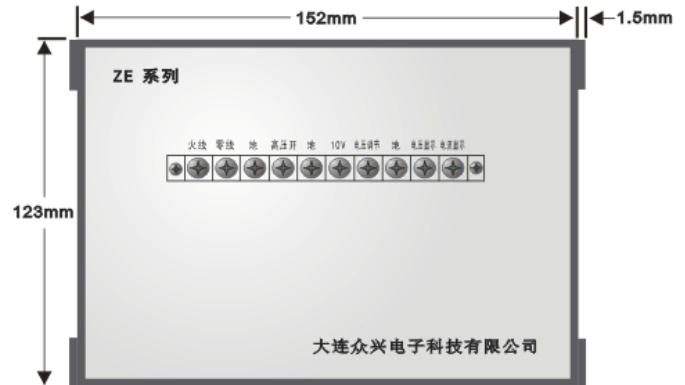 152mm
1.5mm
ZE 系列
火线 零线 地 高压开 地 10V 电压调节 地 电压显示 电流显示
123mm
大连众兴电子科技有限公司